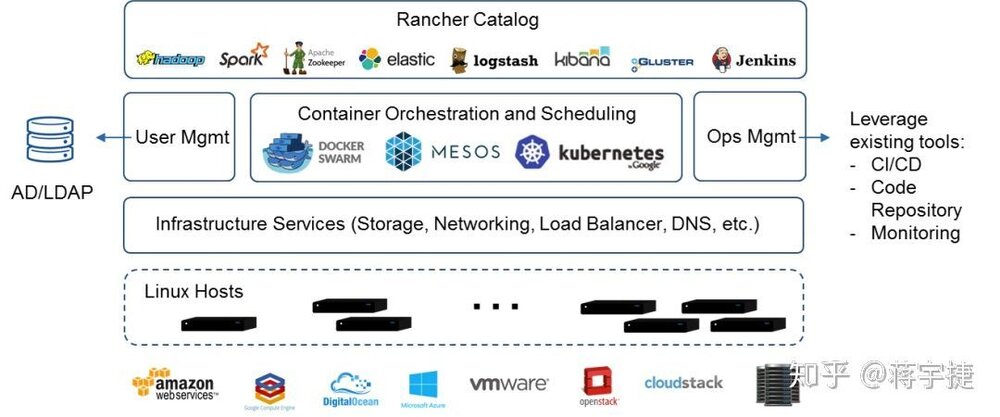 Rancher Catalog
hadoop
Spark
Apache
Zookeeper
elastic
logstash
kibana
GLUSTER
Jenkins
User Mgmt
Container Orchestration and Scheduling
DOCKER
SWARM
MESOS
kubernetes
by Google
Ops Mgmt
AD/LDAP
Leverage
existing tools:
- CI/CD
- Code
Repository
- Monitoring
Infrastructure Services (Storage, Networking, Load Balancer, DNS, etc.)
Linux Hosts
...
amazon
web services™
Google Compute Engine
DigitalOcean
Microsoft Azure
vmware®
openstack
cloudstack
知乎 @蒋宇捷